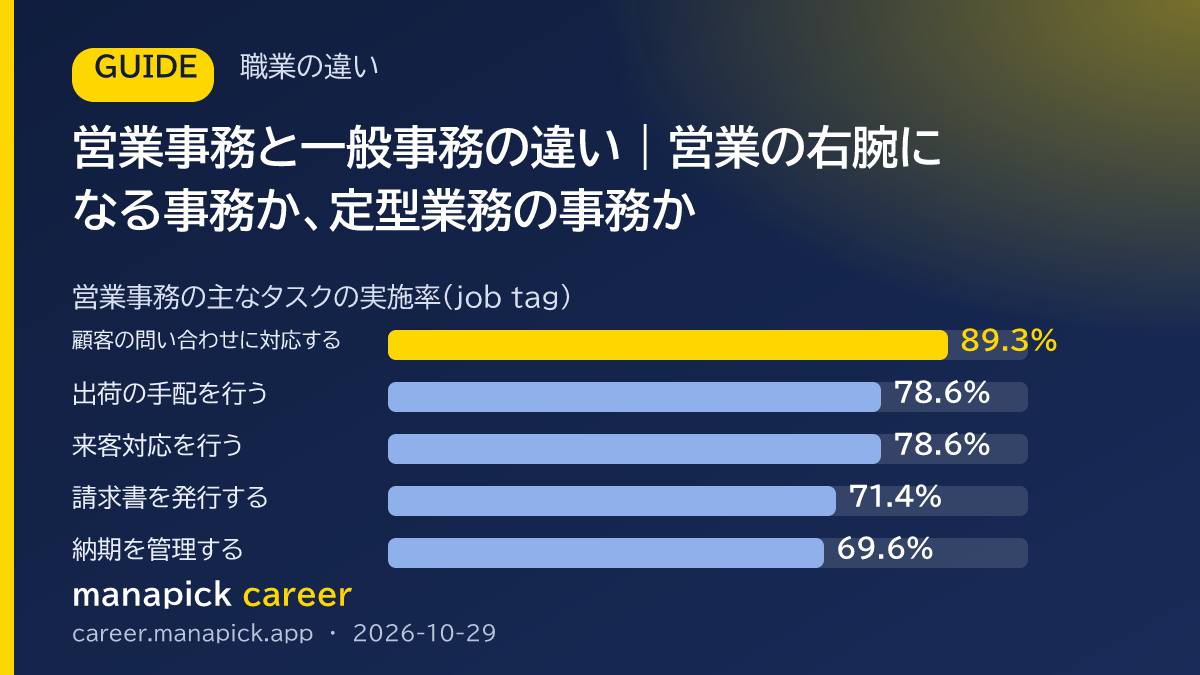 GUIDE 職業の違い
営業事務と一般事務の違い｜営業の右腕に
なる事務か、定型業務の事務か
営業事務の主なタスクの実施率(job tag)
顧客の問い合わせに対応する 89.3%
出荷の手配を行う 78.6%
来客対応を行う 78.6%
請求書を発行する 71.4%
納期を管理する 69.6%
manapick career
career.manapick.app ・ 2026-10-29